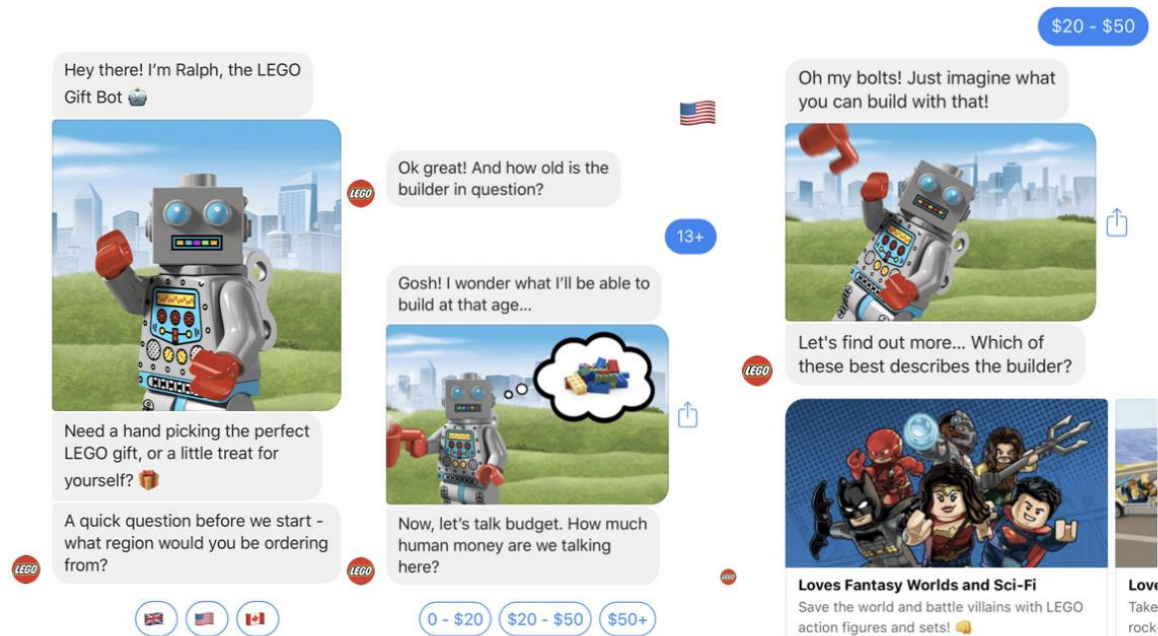 Hey there! I'm Ralph, the LEGO
Gift Bot 🤖
Need a hand picking the perfect
LEGO gift, or a little treat for
yourself? 🎁
A quick question before we start -
what region would you be ordering
from?
LEGO
🇬🇧 🇺🇸 🇨🇦
🇺🇸
Ok great! And how old is the
builder in question?
LEGO
13+
Gosh! I wonder what I'll be able to
build at that age...
Now, let's talk budget. How much
human money are we talking
here?
LEGO
0 - $20
$20 - $50
$50+
$20 - $50
Oh my bolts! Just imagine what
you can build with that!
Let's find out more... Which of
these best describes the builder?
LEGO
LEGO
Loves Fantasy Worlds and Sci-Fi
Save the world and battle villains with LEGO
action figures and sets! 👊
Love
Take
rock